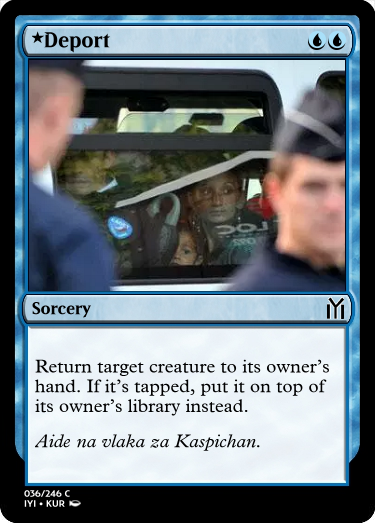 *Deport
Sorcery
Return target creature to its owner's
hand. If it's tapped, put it on top of
its owner's library instead.
Aide na vlaka za Kaspichan.
036/246 C
IYI • KUR